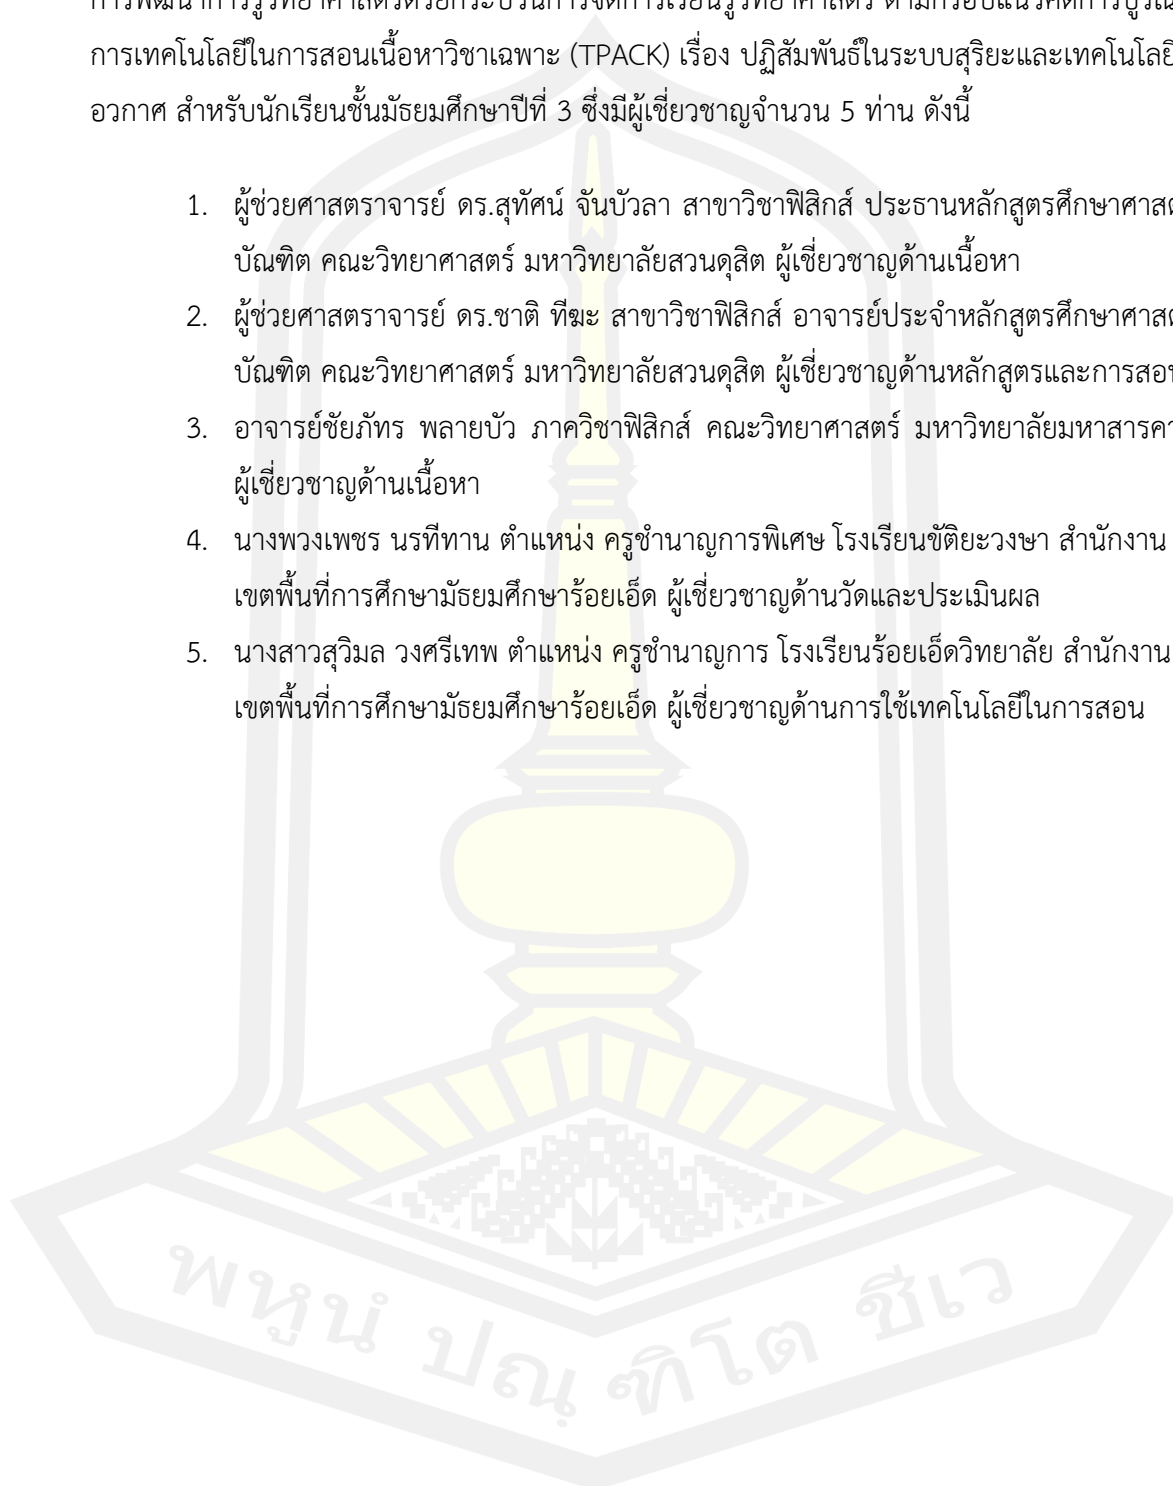 การพัฒนาการรู้วิทยาศาสตร์ด้วยกระบวนการจัดการเรียนรู้วิทยาศาสตร์ ตามกรอบแนวคิดการบูรณ
การเทคโนโลยีในการสอนเนื้อหาวิชาเฉพาะ (TPACK) เรื่อง ปฏิสัมพันธ์ในระบบสุริยะและเทคโนโลยี
อวกาศ สำหรับนักเรียนชั้นมัธยมศึกษาปีที่ 3 ซึ่งมีผู้เชี่ยวชาญจำนวน 5 ท่าน ดังนี้
1. ผู้ช่วยศาสตราจารย์ ดร.สุทัศน์ จันบัวลา สาขาวิชาฟิสิกส์ ประธานหลักสูตรศึกษาศาส
บัณฑิต คณะวิทยาศาสตร์ มหาวิทยาลัยสวนดุสิต ผู้เชี่ยวชาญด้านเนื้อหา
2. ผู้ช่วยศาสตราจารย์ ดร.ชาติ ทีฆะ สาขาวิชาฟิสิกส์ อาจารย์ประจำหลักสูตรศึกษาศาส
บัณฑิต คณะวิทยาศาสตร์ มหาวิทยาลัยสวนดุสิต ผู้เชี่ยวชาญด้านหลักสูตรและการสอน
3. อาจารย์ชัยภัทร พลายบัว ภาควิชาฟิสิกส์ คณะวิทยาศาสตร์ มหาวิทยาลัยมหาสารคา
ผู้เชี่ยวชาญด้านเนื้อหา
4. นางพวงเพชร นรทีทาน ตำแหน่ง ครูชำนาญการพิเศษ โรงเรียนขัติยะวงษา สำนักงาน
เขตพื้นที่การศึกษามัธยมศึกษาร้อยเอ็ด ผู้เชี่ยวชาญด้านวัดและประเมินผล
5. นางสาวสุวิมล วงศรีเทพ ตำแหน่ง ครูชำนาญการ โรงเรียนร้อยเอ็ดวิทยาลัย สำนักงาน
เขตพื้นที่การศึกษามัธยมศึกษาร้อยเอ็ด ผู้เชี่ยวชาญด้านการใช้เทคโนโลยีในการสอน
พหูนํ ปณฺฑิโต ชีเว